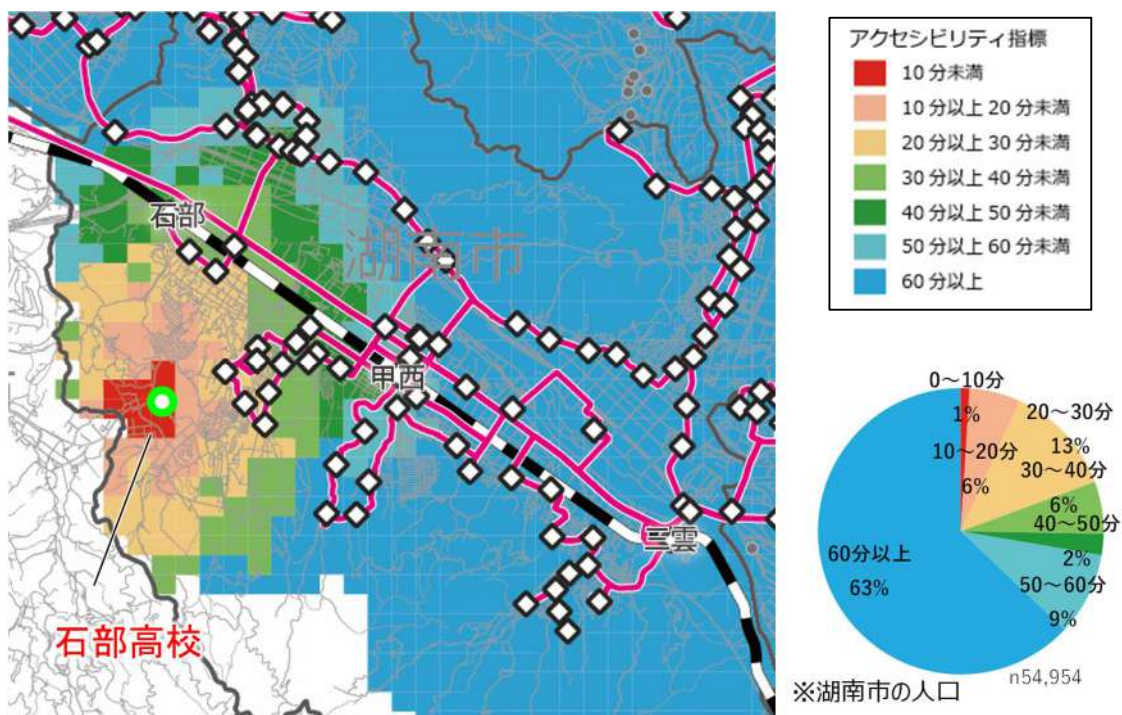 石部
湖南市
甲西
三雲
石部高校
アクセシビリティ指標
10分未満
10分以上20分未満
20分以上30分未満
30分以上40分未満
40分以上50分未満
50分以上60分未満
60分以上
0～10分
1%
10～20分
6%
20～30分
13%
30～40分
6%
40～50分
2%
50～60分
9%
60分以上
63%
n54,954
※湖南市の人口